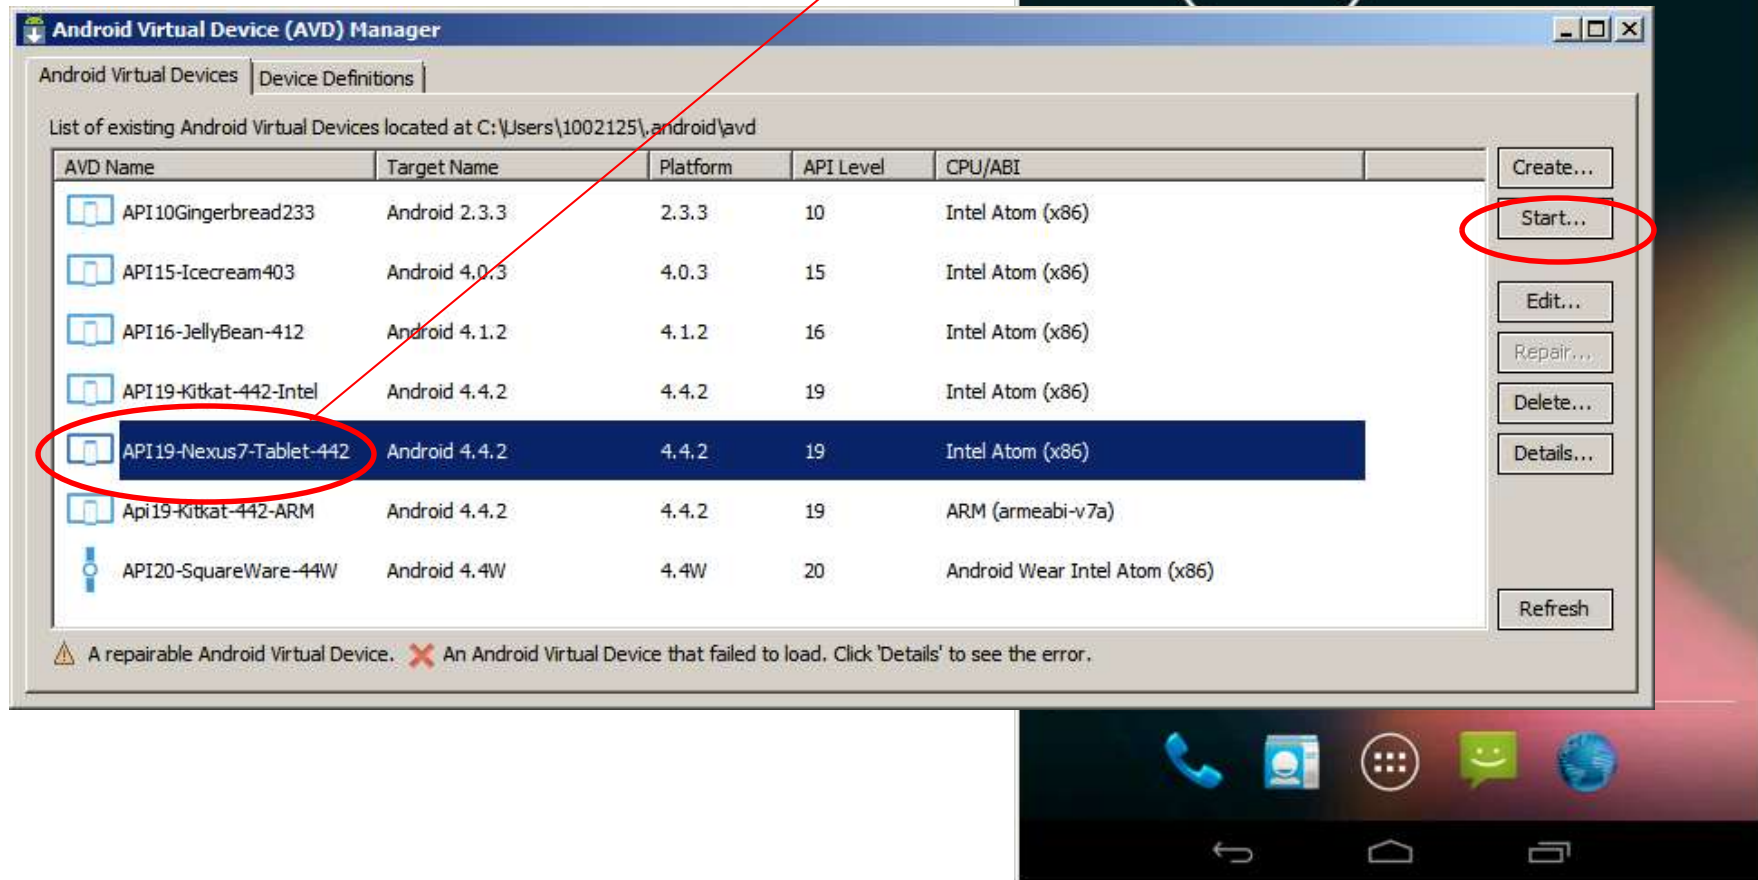 Android Virtual Device (AVD) Manager
Android Virtual Devices Device Definitions
List of existing Android Virtual Devices located at C:\Users\1002125\.android\avd
AVD Name Target Name Platform API Level CPU/ABI
Create...
API10Gingerbread233 Android 2.3.3 2.3.3 10 Intel Atom (x86)
Start...
API15-Icecream403 Android 4.0.3 4.0.3 15 Intel Atom (x86)
Edit...
API16-JellyBean-412 Android 4.1.2 4.1.2 16 Intel Atom (x86)
Repair...
API19-Kitkat-442-Intel Android 4.4.2 4.4.2 19 Intel Atom (x86)
Delete...
API19-Nexus7-Tablet-442 Android 4.4.2 4.4.2 19 Intel Atom (x86)
Details...
Api19-Kitkat-442-ARM Android 4.4.2 4.4.2 19 ARM (armeabi-v7a)
API20-SquareWare-44W Android 4.4W 4.4W 20 Android Wear Intel Atom (x86)
Refresh
A repairable Android Virtual Device. An Android Virtual Device that failed to load. Click 'Details' to see the error.